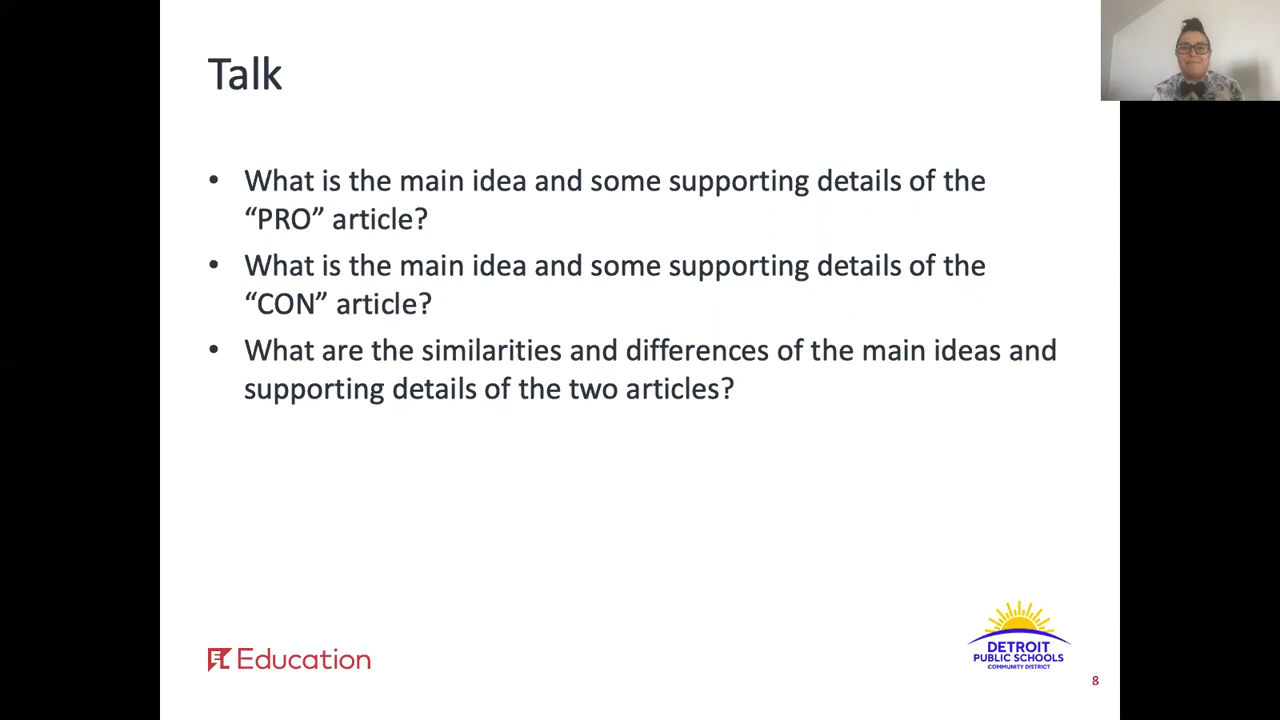 Talk
• What is the main idea and some supporting details of the
“PRO” article?
• What is the main idea and some supporting details of the
“CON” article?
• What are the similarities and differences of the main ideas and
supporting details of the two articles?
EL Education
DETROIT
PUBLIC SCHOOLS
COMMUNITY DISTRICT
8